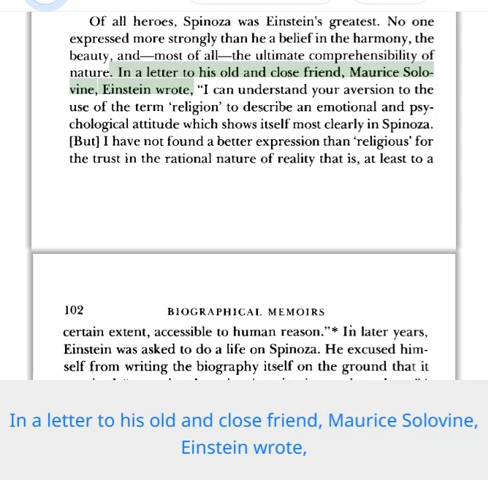 Of all heroes, Spinoza was Einstein's greatest. No one
expressed more strongly than he a belief in the harmony, the
beauty, and—most of all—the ultimate comprehensibility of
nature. In a letter to his old and close friend, Maurice Solo-
vine, Einstein wrote, “I can understand your aversion to the
use of the term ‘religion’ to describe an emotional and psy-
chological attitude which shows itself most clearly in Spinoza.
[But] I have not found a better expression than ‘religious’ for
the trust in the rational nature of reality that is, at least to a
102 BIOGRAPHICAL MEMOIRS
certain extent, accessible to human reason.”* In later years,
Einstein was asked to do a life on Spinoza. He excused him-
self from writing the biography itself on the ground that it
In a letter to his old and close friend, Maurice Solovine,
Einstein wrote,